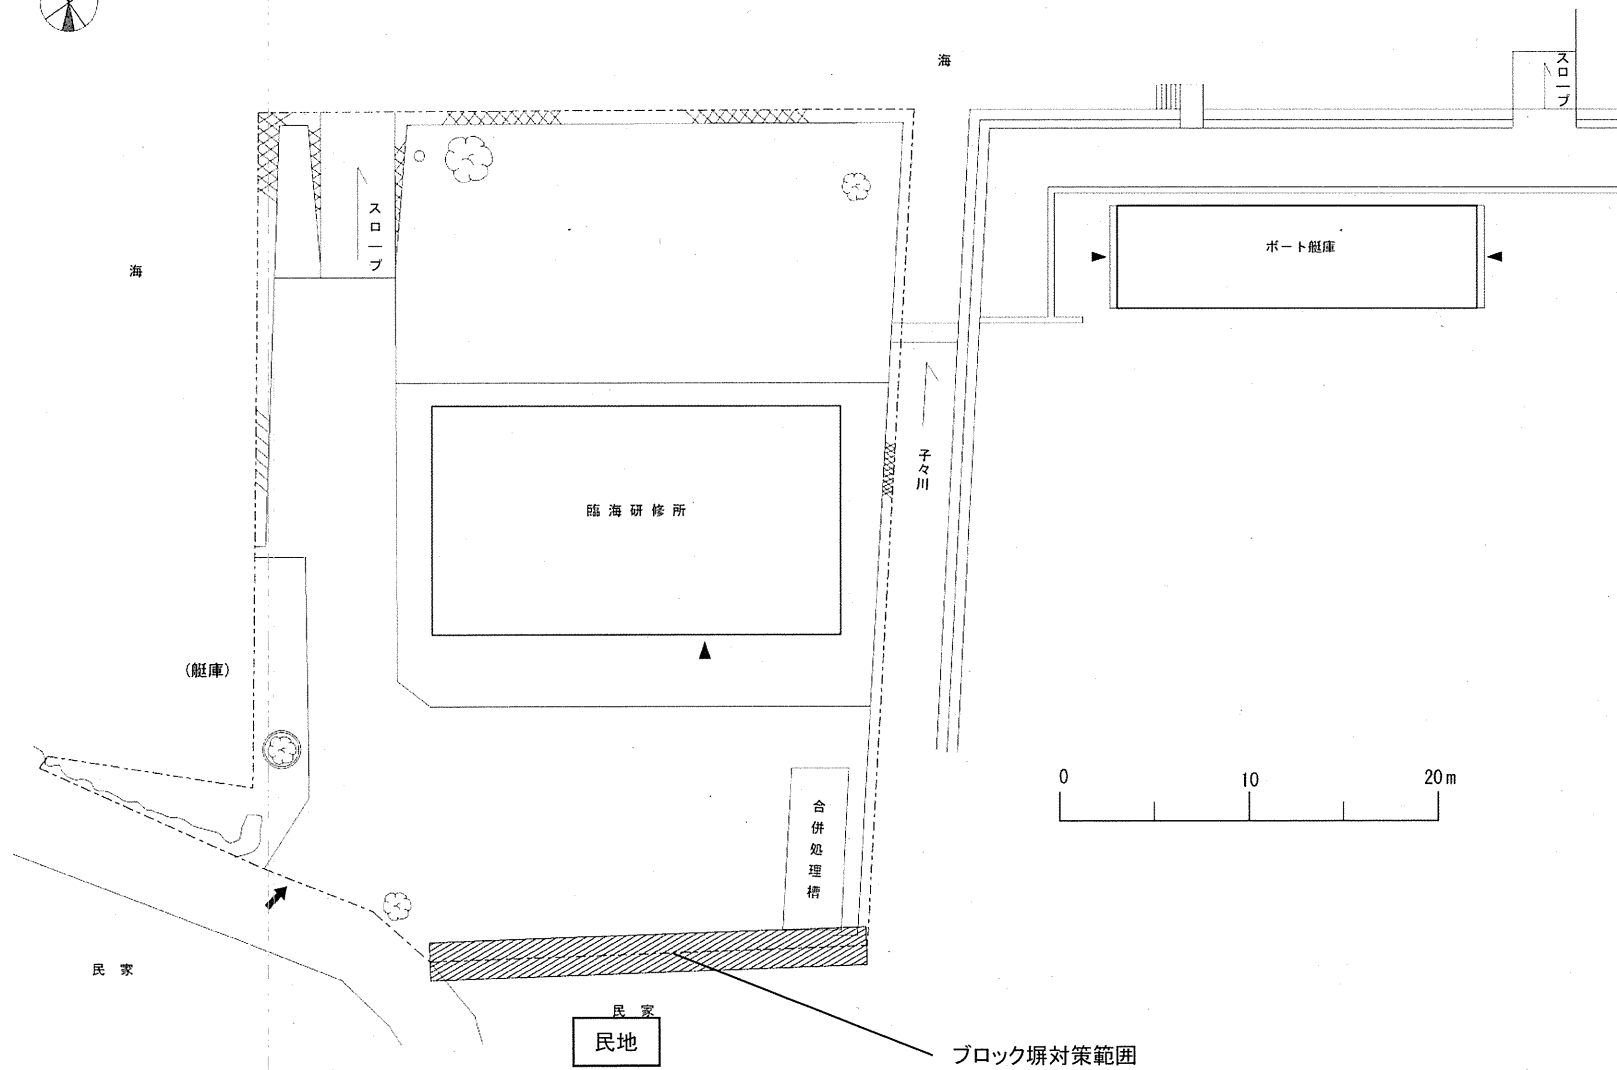 海
スロープ
スロープ
ボート艇庫
海
子々川
臨海研修所
(艇庫)
0 10 20m
合併処理槽
民 家
民 家
民地
ブロック塀対策範囲